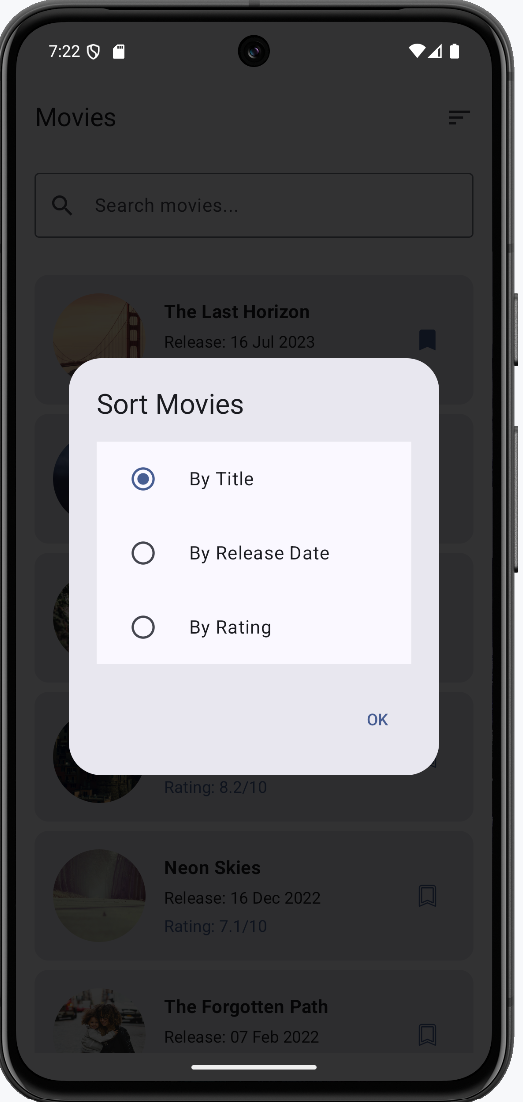 7:22
Movies
Search movies...
The Last Horizon
Release: 16 Jul 2023
Sort Movies
By Title
By Release Date
By Rating
OK
Rating: 8.2/10
Neon Skies
Release: 16 Dec 2022
Rating: 7.1/10
The Forgotten Path
Release: 07 Feb 2022